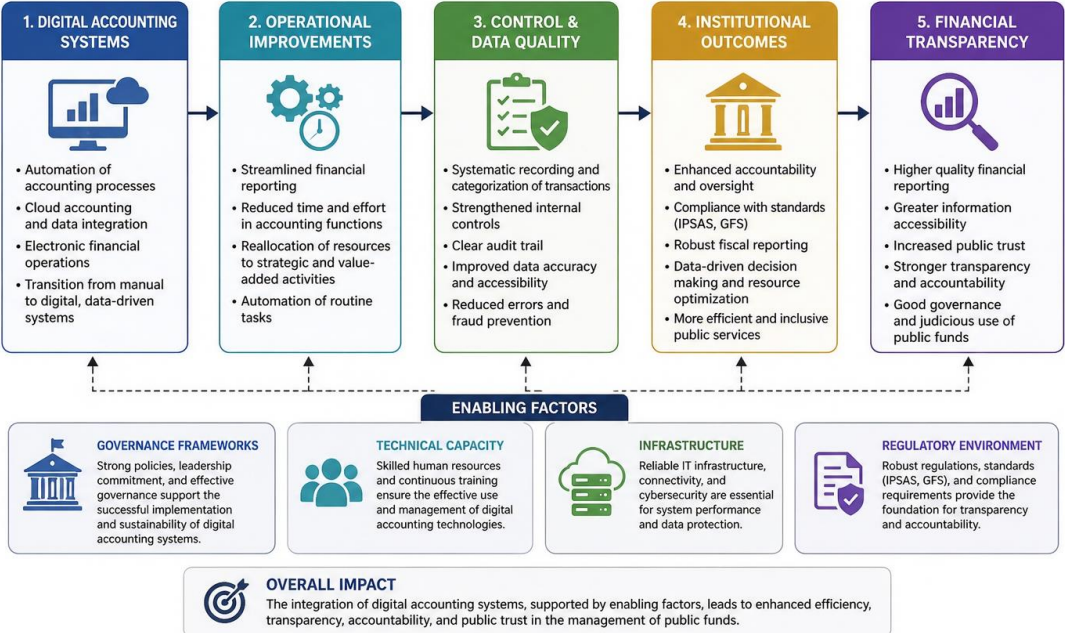 1. DIGITAL ACCOUNTING
SYSTEMS
• Automation of
accounting processes
• Cloud accounting
and data integration
• Electronic financial
operations
• Transition from manual
to digital, data-driven
systems
2. OPERATIONAL
IMPROVEMENTS
• Streamlined financial
reporting
• Reduced time and effort
in accounting functions
• Reallocation of resources
to strategic and value-
added activities
• Automation of routine
tasks
3. CONTROL &
DATA QUALITY
• Systematic recording and
categorization of transactions
• Strengthened internal
controls
• Clear audit trail
• Improved data accuracy
and accessibility
• Reduced errors and
fraud prevention
4. INSTITUTIONAL
OUTCOMES
• Enhanced accountability
and oversight
• Compliance with standards
(IPSAS, GFS)
• Robust fiscal reporting
• Data-driven decision
making and resource
optimization
• More efficient and inclusive
public services
5. FINANCIAL
TRANSPARENCY
• Higher quality financial
reporting
• Greater information
accessibility
• Increased public trust
• Stronger transparency
and accountability
• Good governance
and judicious use of
public funds
ENABLING FACTORS
GOVERNANCE FRAMEWORKS
Strong policies, leadership
commitment, and effective
governance support the
successful implementation
and sustainability of digital
accounting systems.
TECHNICAL CAPACITY
Skilled human resources
and continuous training
ensure the effective use
and management of digital
accounting technologies.
INFRASTRUCTURE
Reliable IT infrastructure,
connectivity, and
cybersecurity are essential
for system performance
and data protection.
REGULATORY ENVIRONMENT
Robust regulations, standards
(IPSAS, GFS), and compliance
requirements provide the
foundation for transparency
and accountability.
OVERALL IMPACT
The integration of digital accounting systems, supported by enabling factors, leads to enhanced efficiency,
transparency, accountability, and public trust in the management of public funds.